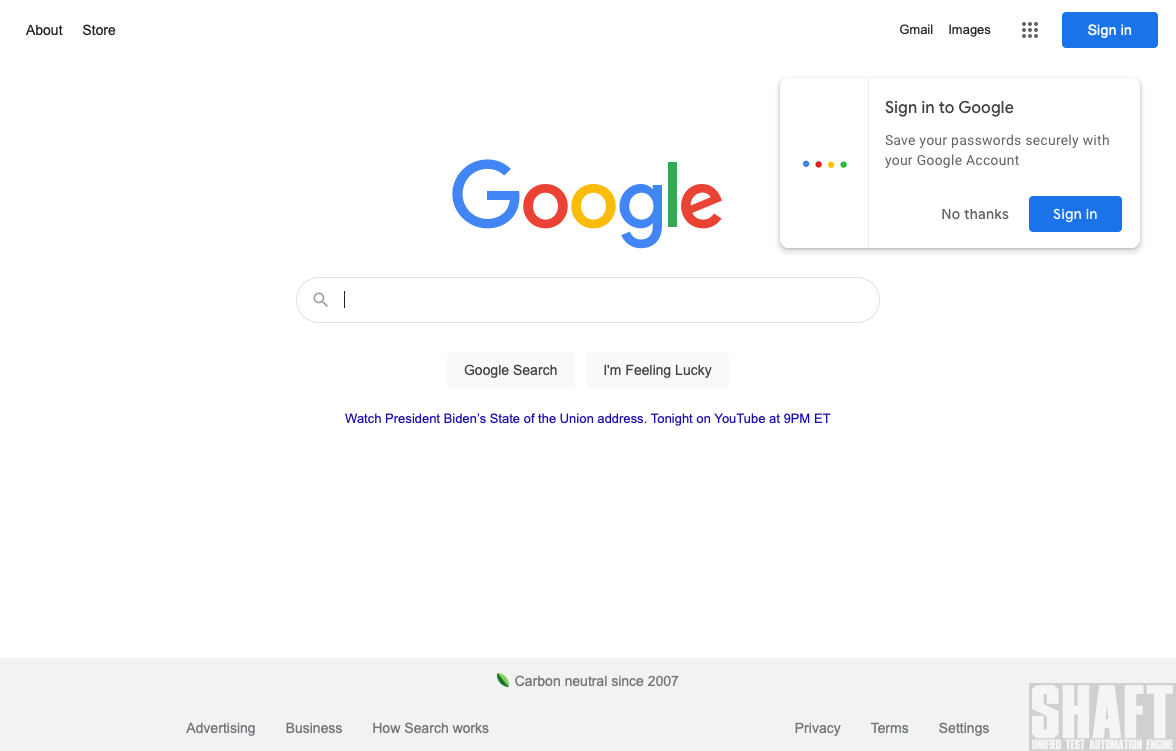 About Store
Gmail Images
Sign in
Sign in to Google
Save your passwords securely with
your Google Account
No thanks Sign in
Google
Google Search I'm Feeling Lucky
Watch President Biden's State of the Union address. Tonight on YouTube at 9PM ET
Carbon neutral since 2007
Advertising Business How Search works
Privacy Terms Settings
SHAFT
UNIFIED TEST AUTOMATION ENGINE